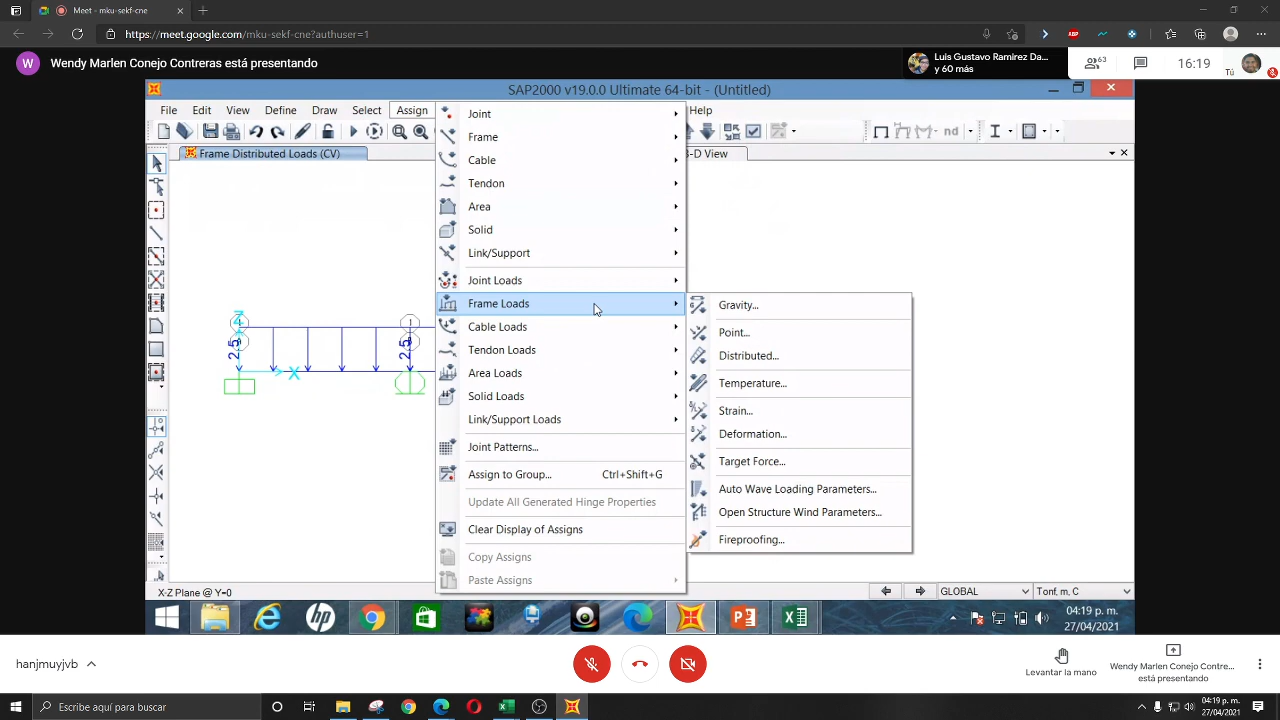 Meet - mku-sekf-cne
https://meet.google.com/mku-sekf-cne?authuser=1
ABP
W
Wendy Marlen Conejo Contreras está presentando
Luis Gustavo Ramirez Da...
y 60 más
63
16:19
Tú
SAP2000 v19.0.0 Ultimate 64-bit - (Untitled)
File
Edit
View
Define
Draw
Select
Assign
Help
nd
Frame Distributed Loads (CV)
3-D View
Joint
Frame
Cable
Tendon
Area
Solid
Link/Support
Joint Loads
Frame Loads
Cable Loads
Tendon Loads
Area Loads
Solid Loads
Link/Support Loads
Joint Patterns...
Assign to Group... Ctrl+Shift+G
Update All Generated Hinge Properties
Clear Display of Assigns
Copy Assigns
Paste Assigns
Gravity...
Point...
Distributed...
Temperature...
Strain...
Deformation...
Target Force...
Auto Wave Loading Parameters...
Open Structure Wind Parameters...
Fireproofing...
2.5
2.5
X
X-Z Plane @ Y=0
GLOBAL
Tonf, m, C
04:19 p. m.
27/04/2021
hanjmuyjvb
Levantar la mano
Wendy Marlen Conejo Contre...
está presentando
Escribe aquí para buscar
04:19 p. m.
27/04/2021